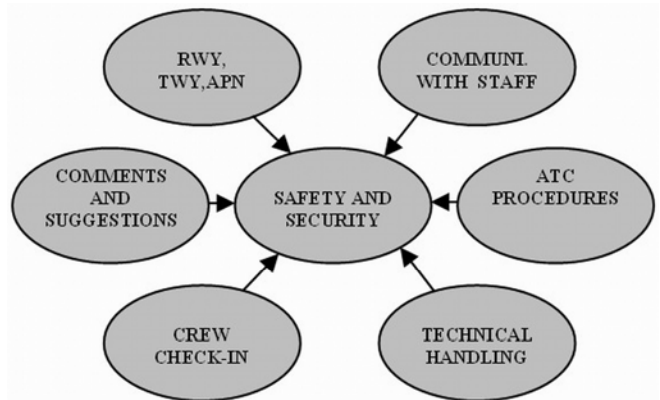 RWY,
TWY,APN
COMMUNI.
WITH STAFF
COMMENTS
AND
SUGGESTIONS
SAFETY AND
SECURITY
ATC
PROCEDURES
CREW
CHECK-IN
TECHNICAL
HANDLING